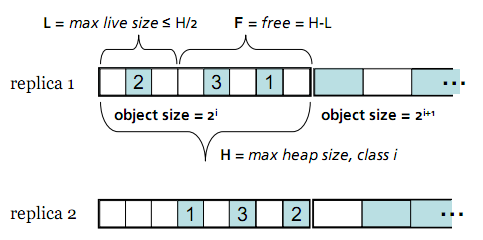 L = max live size ≤ H/2 F = free = H-L
replica 1 2 3 1 ...
object size = 2ⁱ object size = 2ⁱ⁺¹
H = max heap size, class i
replica 2 1 3 2 ...